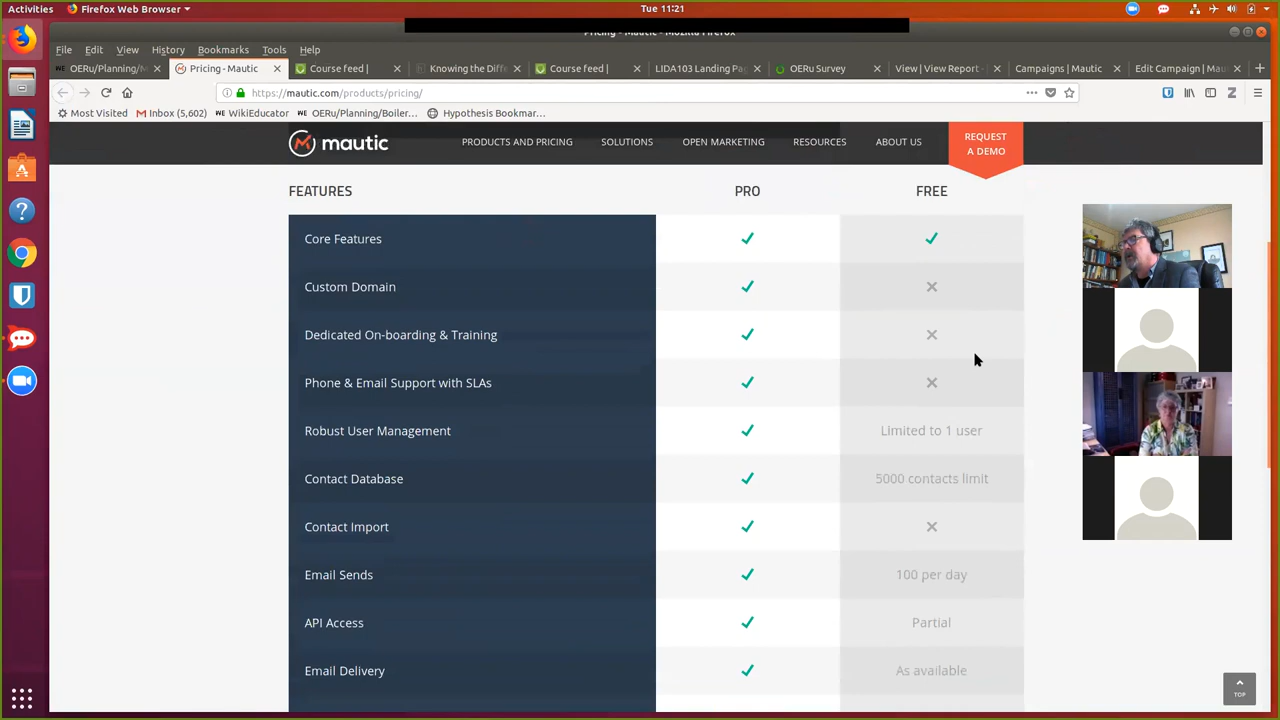 Activities Firefox Web Browser Tue 11:21
Pricing - Mautic - Mozilla Firefox
File Edit View History Bookmarks Tools Help
OERu/Planning/M Pricing - Mautic Course feed | Knowing the Diffe Course feed | LIDA103 Landing Pag OERu Survey View | View Report - Campaigns | Mautic Edit Campaign | Mau
https://mautic.com/products/pricing/
Most Visited Inbox (5,602) WikiEducator OERu/Planning/Boiler... Hypothesis Bookmar...
mautic PRODUCTS AND PRICING SOLUTIONS OPEN MARKETING RESOURCES ABOUT US REQUEST
A DEMO
FEATURES PRO FREE
Core Features
Custom Domain
Dedicated On-boarding & Training
Phone & Email Support with SLAs
Robust User Management Limited to 1 user
Contact Database 5000 contacts limit
Contact Import
Email Sends 100 per day
API Access Partial
Email Delivery As available
TOP